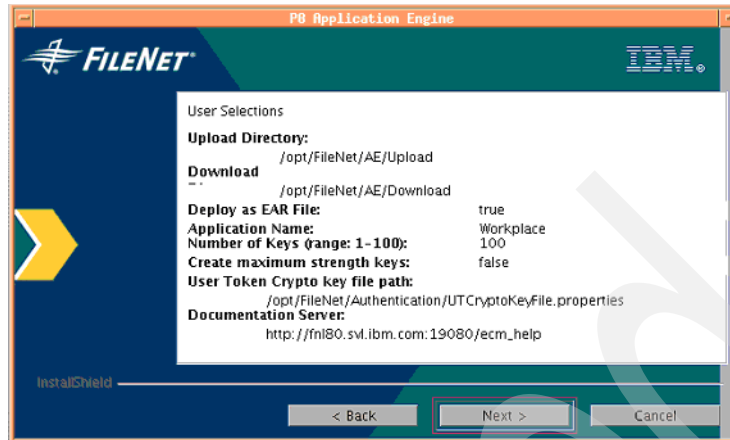 P8 Application Engine
FILENET
IBM
User Selections
Upload Directory:
/opt/FileNet/AE/Upload
Download
/opt/FileNet/AE/Download
Deploy as EAR File: true
Application Name: Workplace
Number of Keys (range: 1-100): 100
Create maximum strength keys: false
User Token Crypto key file path:
/opt/FileNet/Authentication/UTCryptoKeyFile.properties
Documentation Server:
http://fnl80.svl.ibm.com:19080/ecm_help
InstallShield
< Back Next > Cancel